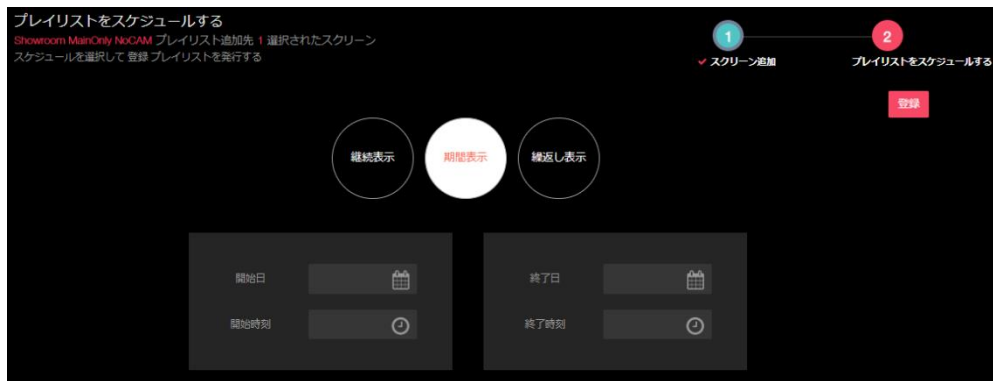 プレイリストをスケジュールする
Showroom MainOnly NoCAM プレイリスト追加先 1 選択されたスクリーン
スケジュールを選択して 登録 プレイリストを発行する
1
2
スクリーン追加
プレイリストをスケジュールする
登録
継続表示
期間表示
繰返し表示
開始日
終了日
開始時刻
終了時刻